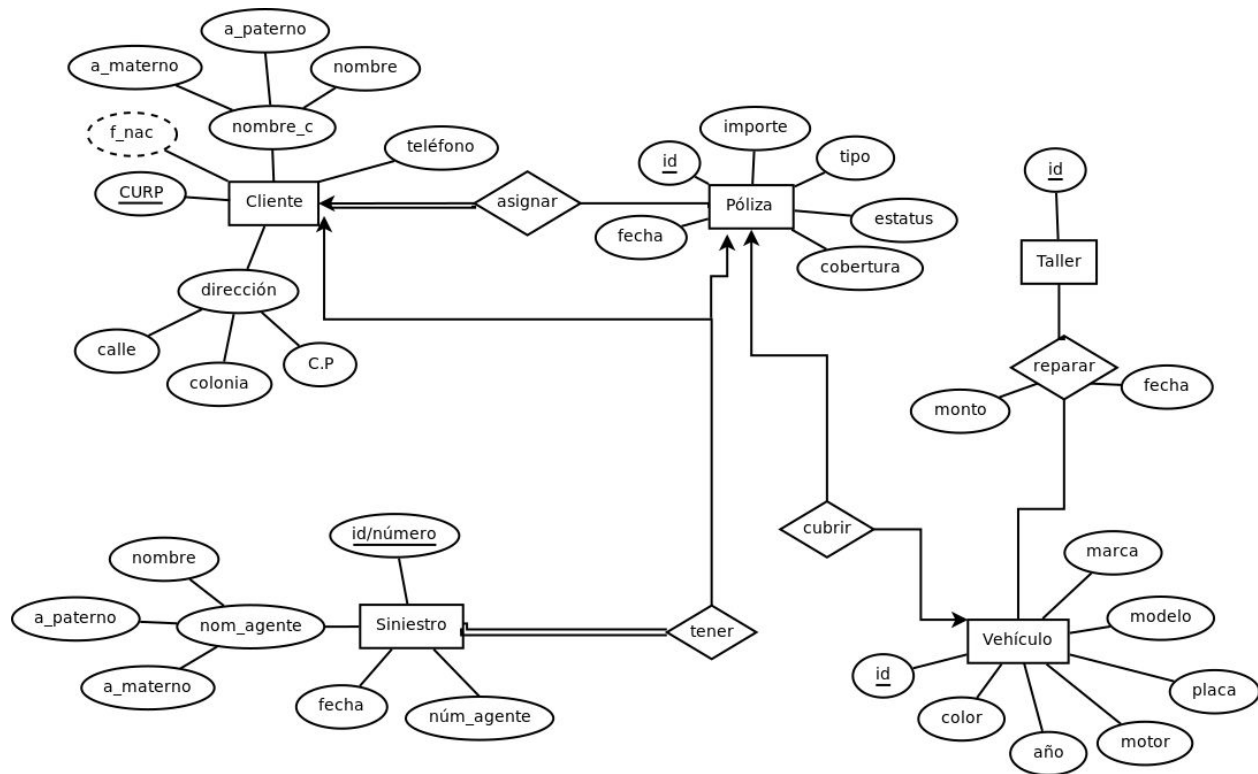 a_paterno
a_materno
nombre
f_nac
nombre_c
teléfono
CURP
Cliente
asignar
dirección
calle
colonia
C.P
importe
id
tipo
Póliza
estatus
fecha
cobertura
id
Taller
reparar
monto
fecha
cubrir
id/número
nombre
a_paterno
nom_agente
Siniestro
tener
a_materno
fecha
núm_agente
marca
modelo
Vehículo
id
placa
color
año
motor